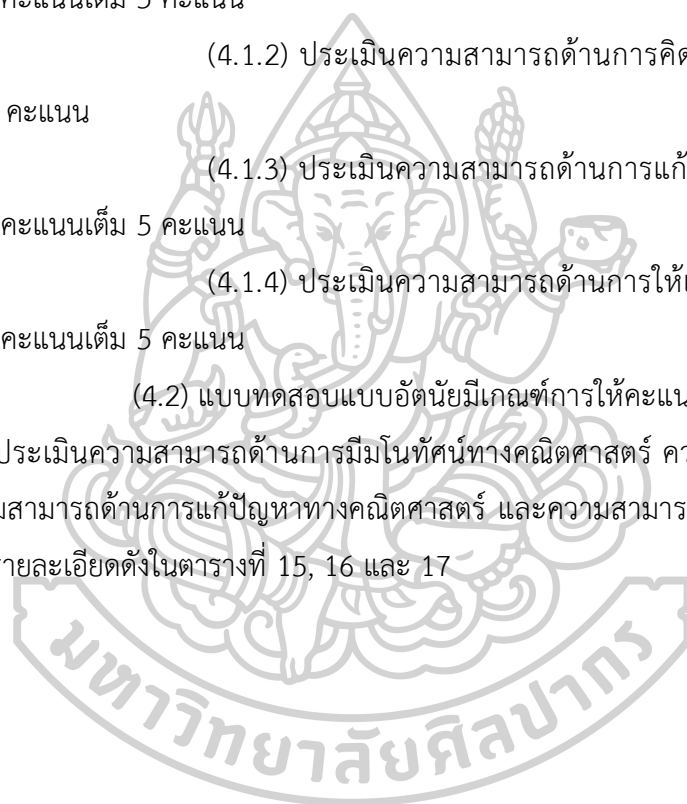 คะแนนเต็ม 5 คะแนน
(4.1.2) ประเมินความสามารถด้านการคิด
คะแนน
(4.1.3) ประเมินความสามารถด้านการแก้
คะแนนเต็ม 5 คะแนน
(4.1.4) ประเมินความสามารถด้านการให้เ
คะแนนเต็ม 5 คะแนน
(4.2) แบบทดสอบแบบอัตนัยมีเกณฑ์การให้คะแน
ประเมินความสามารถด้านการมีมโนทัศน์ทางคณิตศาสตร์ คว
มสามารถด้านการแก้ปัญหาทางคณิตศาสตร์ และความสามาร
รายละเอียดดังในตารางที่ 15, 16 และ 17
มหาวิทยาลัยศิลปากร